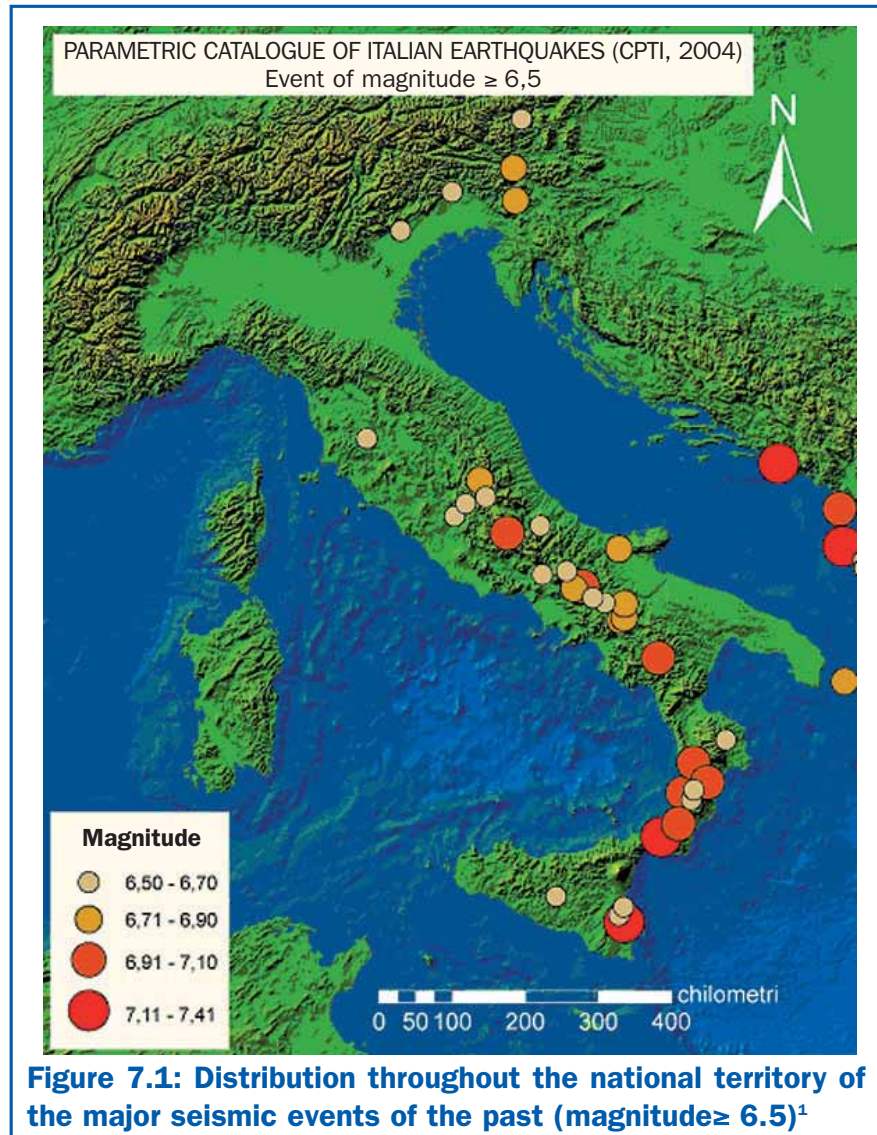 PARAMETRIC CATALOGUE OF ITALIAN EARTHQUAKES (CPTI, 2004)
Event of magnitude ≥ 6,5
N
Magnitude
6,50 - 6,70
6,71 - 6,90
6,91 - 7,10
7,11 - 7,41
chilometri
0 50 100 200 300 400
Figure 7.1: Distribution throughout the national territory of
the major seismic events of the past (magnitude≥ 6.5)¹